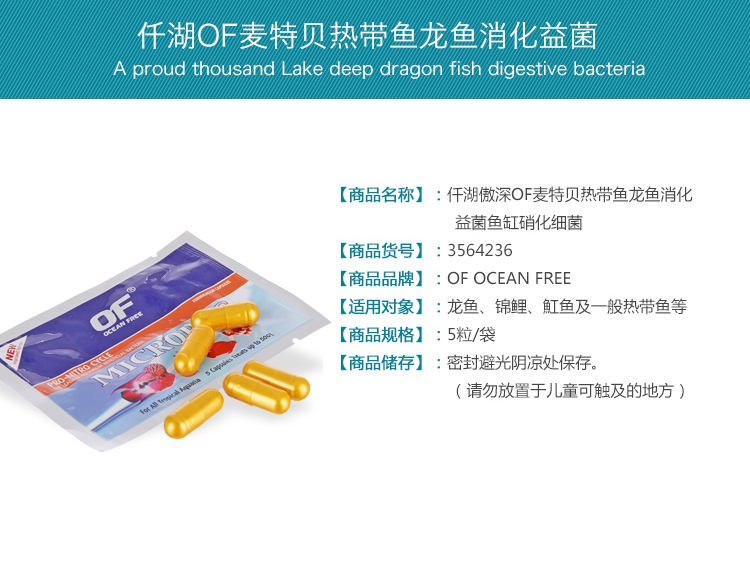 仟湖OF麦特贝热带鱼龙鱼消化益菌
A proud thousand Lake deep dragon fish digestive bacteria
【商品名称】：仟湖傲深OF麦特贝热带鱼龙鱼消化
益菌鱼缸硝化细菌
【商品货号】：3564236
【商品品牌】：OF OCEAN FREE
【适用对象】：龙鱼、锦鲤、魟鱼及一般热带鱼等
【商品规格】：5粒/袋
【商品储存】：密封避光阴凉处保存。
（请勿放置于儿童可触及的地方）
OF®
OCEAN FREE
NEW
PRO-NITRO CYCLE
MICRO
5 Capsules treats up to 600L
For All Tropical Aquaria